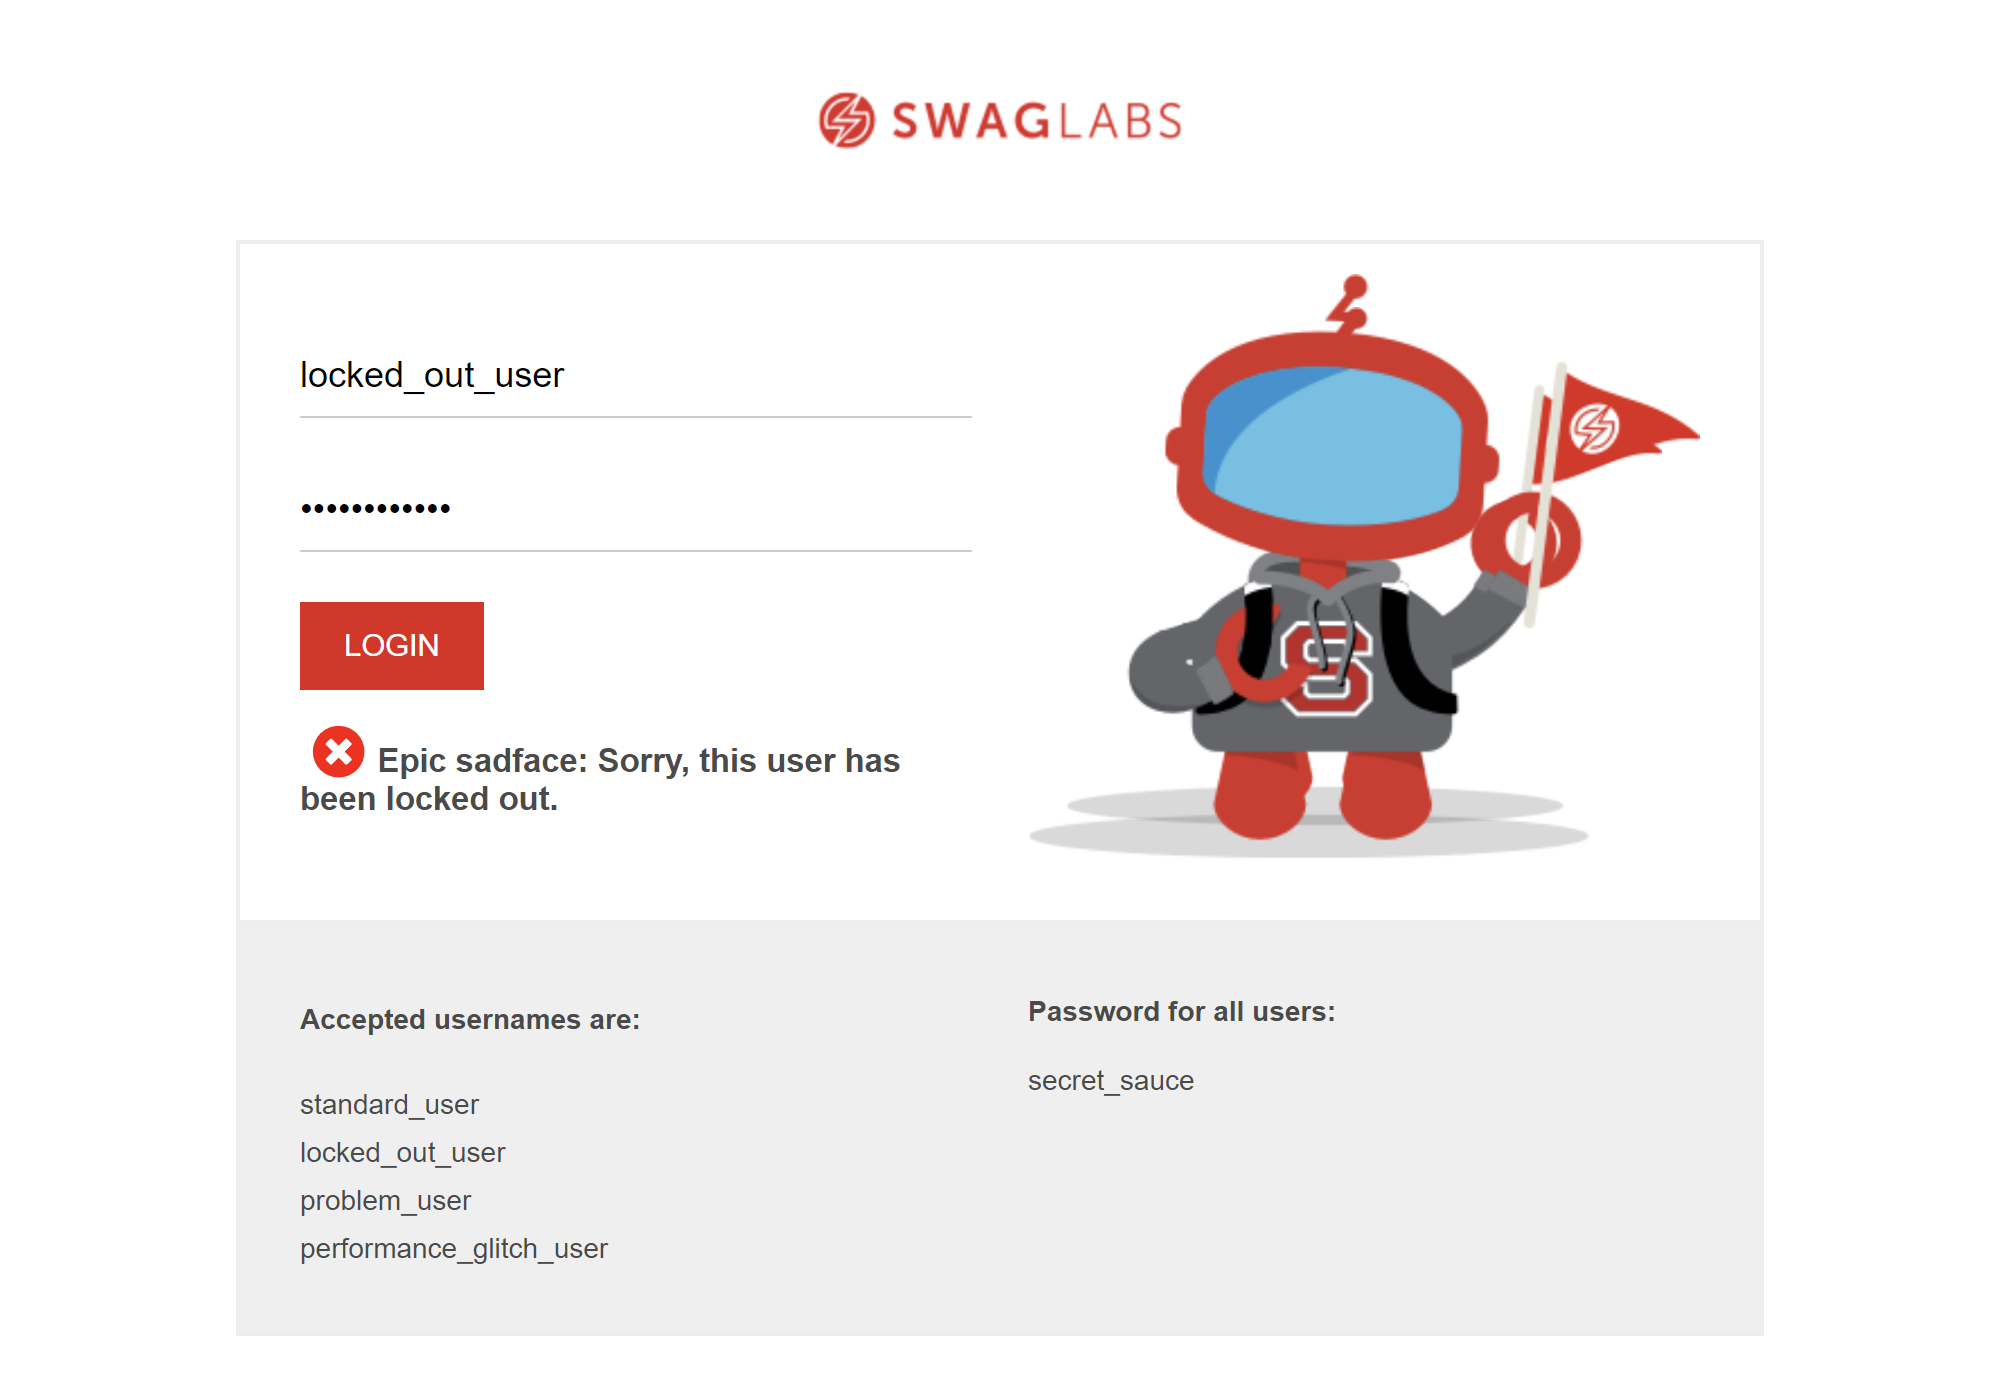 SWAGLABS
locked_out_user
••••••••••••
LOGIN
Epic sadface: Sorry, this user has
been locked out.
S
Accepted usernames are:
standard_user
locked_out_user
problem_user
performance_glitch_user
Password for all users:
secret_sauce